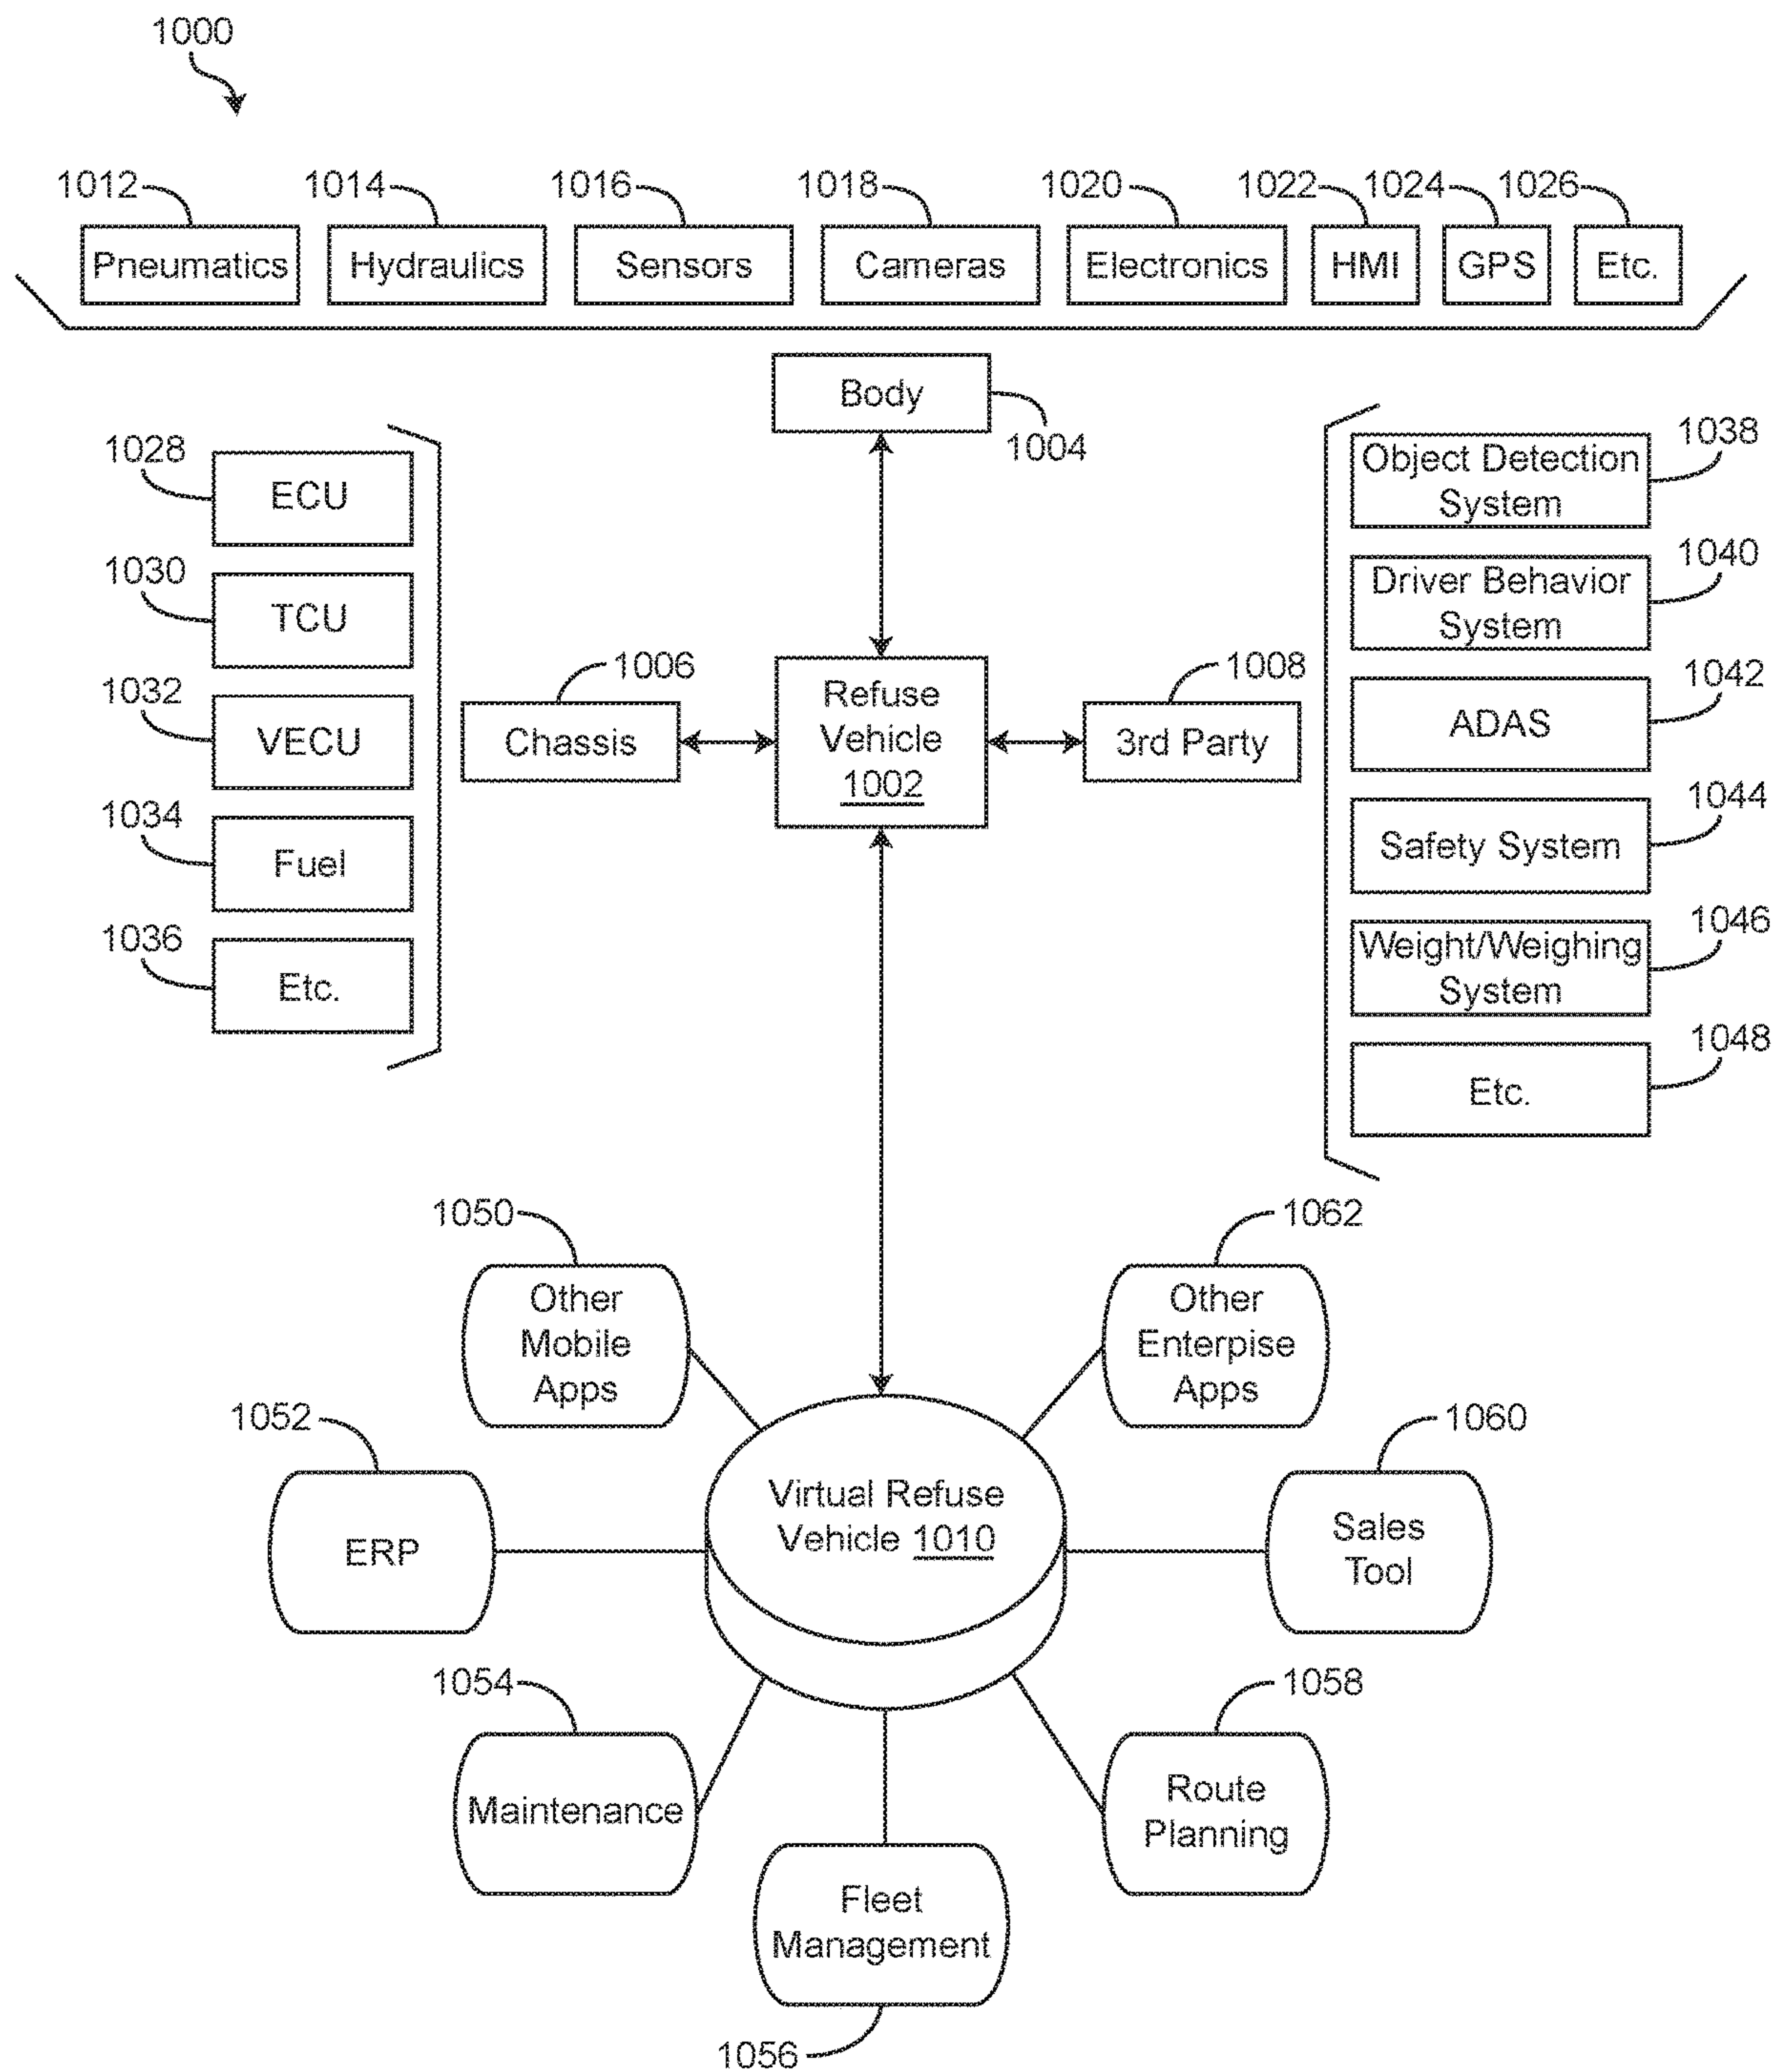 1000
1012
1014
1016
1018
1020
1022
1024
1026
Pneumatics
Hydraulics
Sensors
Cameras
Electronics
HMI
GPS
Etc.
Body
1004
1028
ECU
1030
TCU
1032
VECU
1034
Fuel
1036
Etc.
1006
Chassis
Refuse
Vehicle
1002
1008
3rd Party
1038
Object Detection
System
1040
Driver Behavior
System
1042
ADAS
1044
Safety System
1046
Weight/Weighing
System
1048
Etc.
1050
Other
Mobile
Apps
1062
Other
Enterpise
Apps
1052
ERP
Virtual Refuse
Vehicle 1010
1060
Sales
Tool
1054
Maintenance
1058
Route
Planning
Fleet
Management
1056